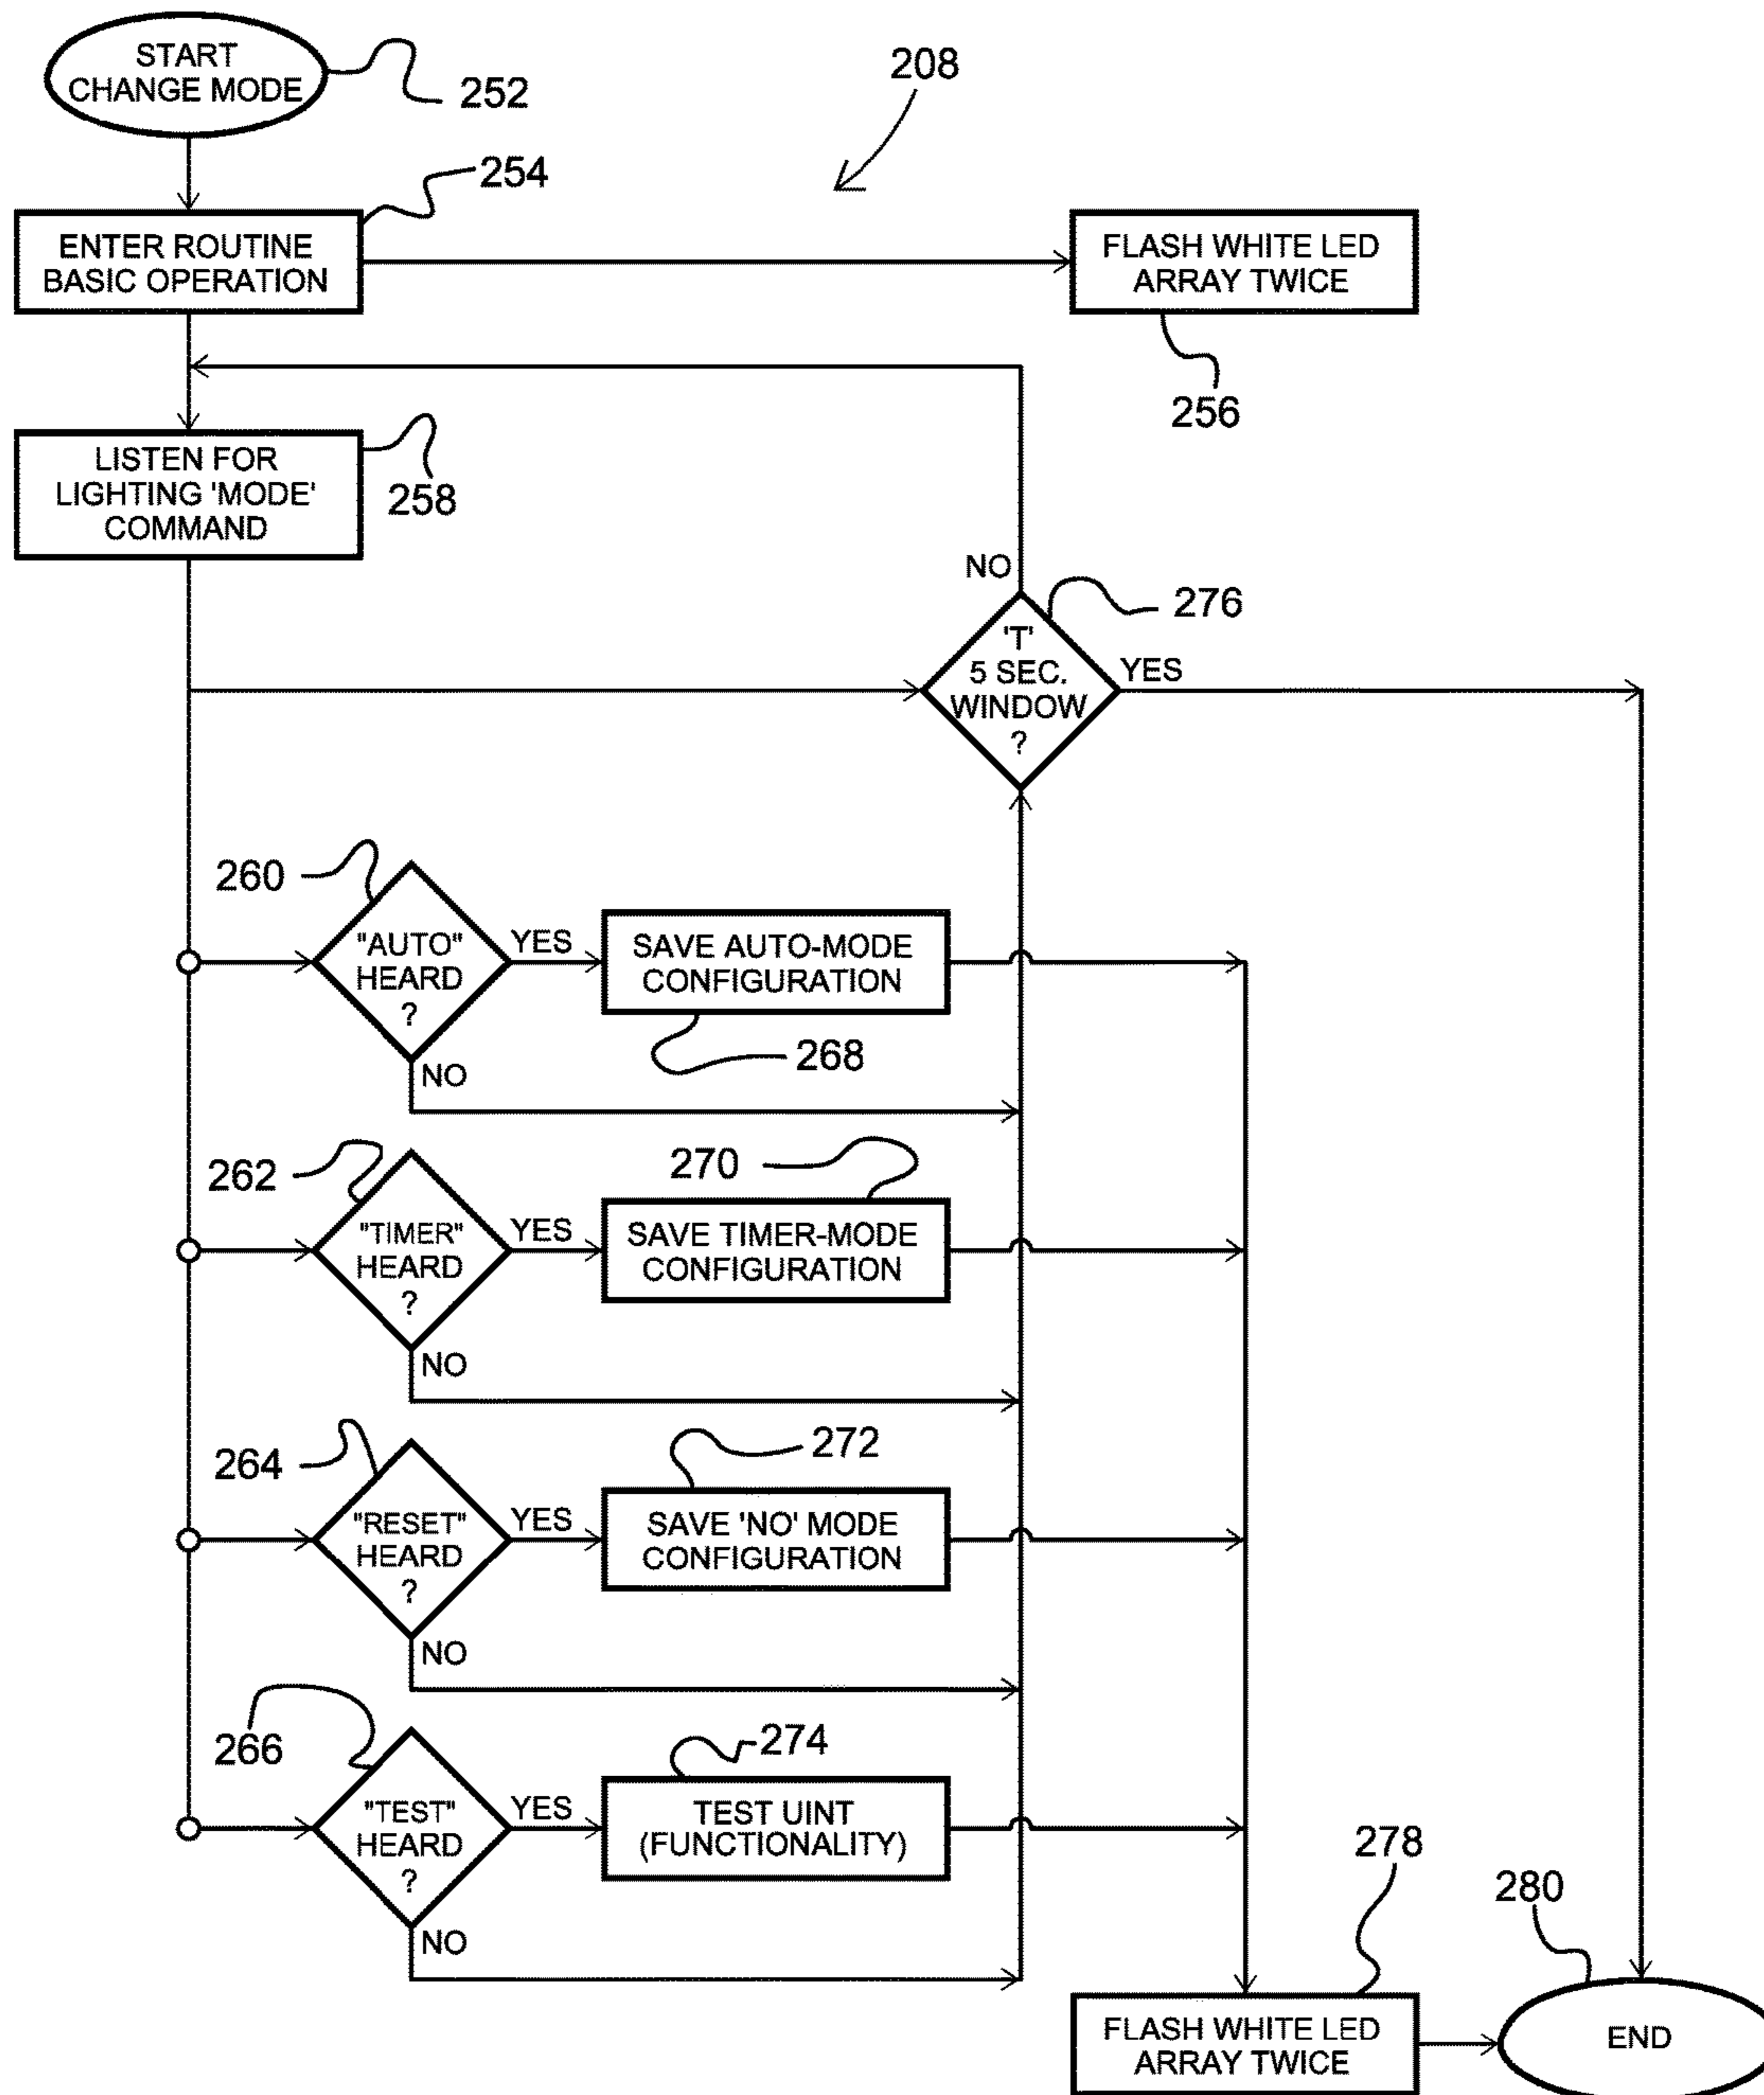 START
CHANGE MODE
252
208
254
ENTER ROUTINE
BASIC OPERATION
FLASH WHITE LED
ARRAY TWICE
256
LISTEN FOR
LIGHTING 'MODE'
COMMAND
258
NO
276
'T'
5 SEC.
WINDOW
?
YES
260
"AUTO"
HEARD
?
YES
NO
SAVE AUTO-MODE
CONFIGURATION
268
262
"TIMER"
HEARD
?
YES
NO
270
SAVE TIMER-MODE
CONFIGURATION
264
"RESET"
HEARD
?
YES
NO
272
SAVE 'NO' MODE
CONFIGURATION
266
"TEST"
HEARD
?
YES
NO
274
TEST UINT
(FUNCTIONALITY)
278
FLASH WHITE LED
ARRAY TWICE
280
END